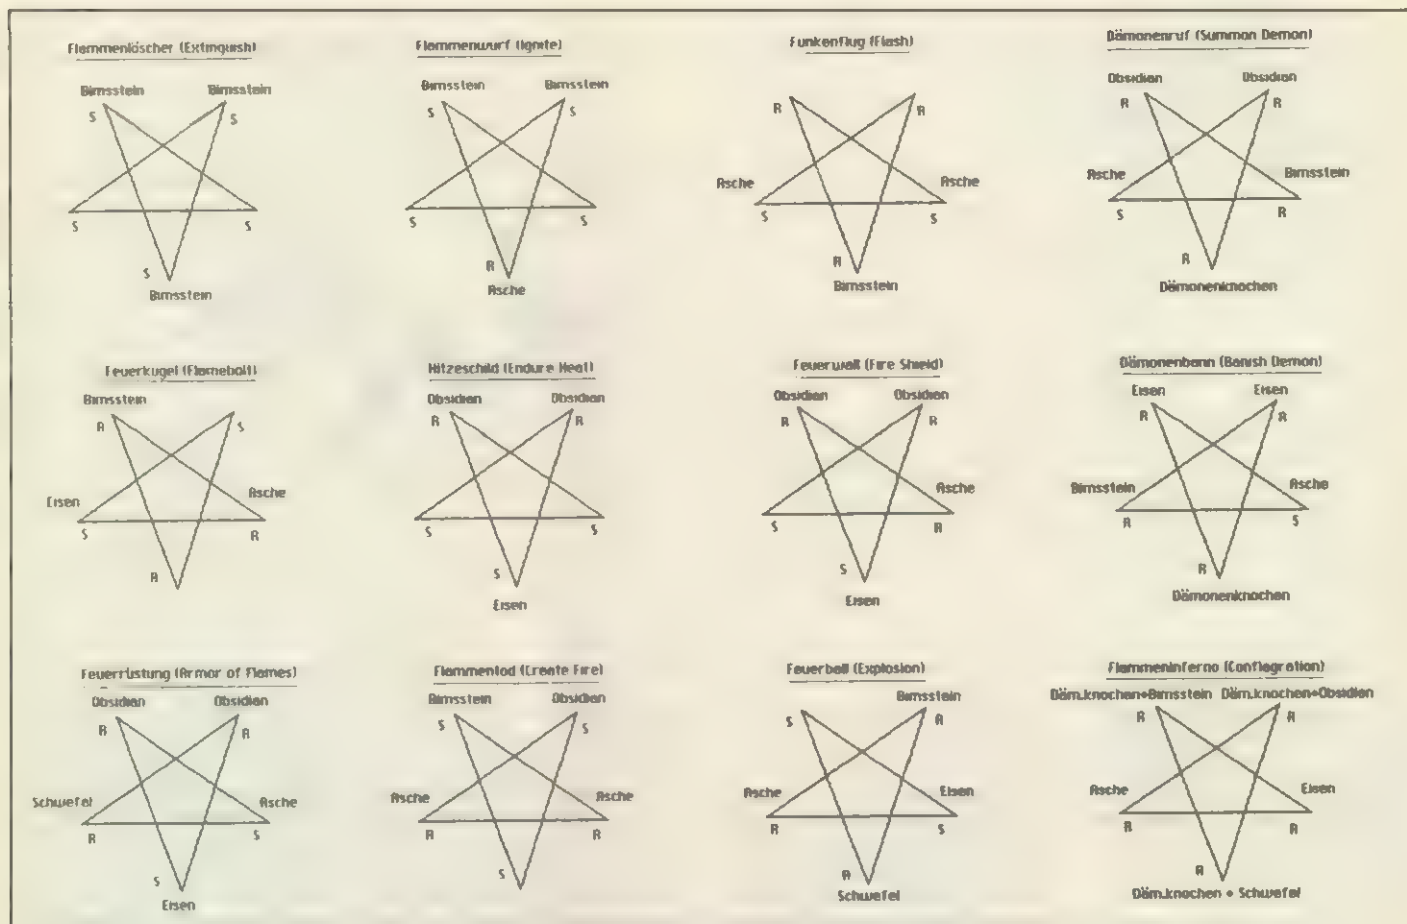 Flammenlöscher (Extinguish)
Bimsstein Bimsstein
S S
S S
S
Bimsstein
Flammenwurf (Ignite)
Bimsstein Bimsstein
S S
S S
R
Asche
Funkenflug (Flash)
R R
Asche Asche
S S
R
Bimsstein
Dämonenruf (Summon Demon)
Obsidian Obsidian
R R
Asche Bimsstein
S R
R
Dämonenknochen
Feuerkugel (Flamebolt)
Bimsstein
R S
Eisen Asche
S R
R
Hitzeschild (Endure Heat)
Obsidian Obsidian
R R
S S
S
Eisen
Feuerwall (Fire Shield)
Obsidian Obsidian
R R
Asche
S R
S
Eisen
Dämonenbann (Banish Demon)
Eisen Eisen
R R
Bimsstein Asche
R S
R
Dämonenknochen
Feuerrüstung (Armor of Flames)
Obsidian Obsidian
R R
Schwefel Asche
R S
S
Eisen
Flammentod (Create Fire)
Bimsstein Obsidian
S S
Asche Asche
R R
S
Feuerball (Explosion)
Bimsstein
S R
Asche Eisen
R S
R
Schwefel
Flammeninferno (Conflagration)
Däm.knochen+Bimsstein Däm.knochen+Obsidian
R R
Asche Eisen
R R
R
Däm.knochen + Schwefel